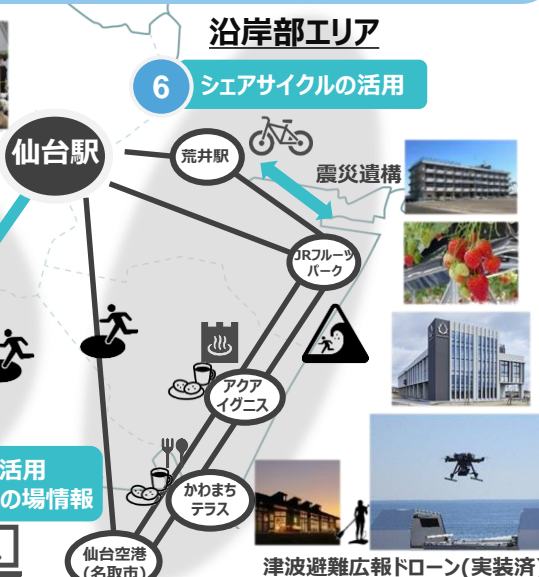 沿岸部エリア
6 シェアサイクルの活用
仙台駅
荒井駅
震災遺構
JRフルーツ
パーク
アクア
イグニス
活用
の場情報
かわまち
テラス
仙台空港
(名取市)
津波避難広報ドローン(実装済)